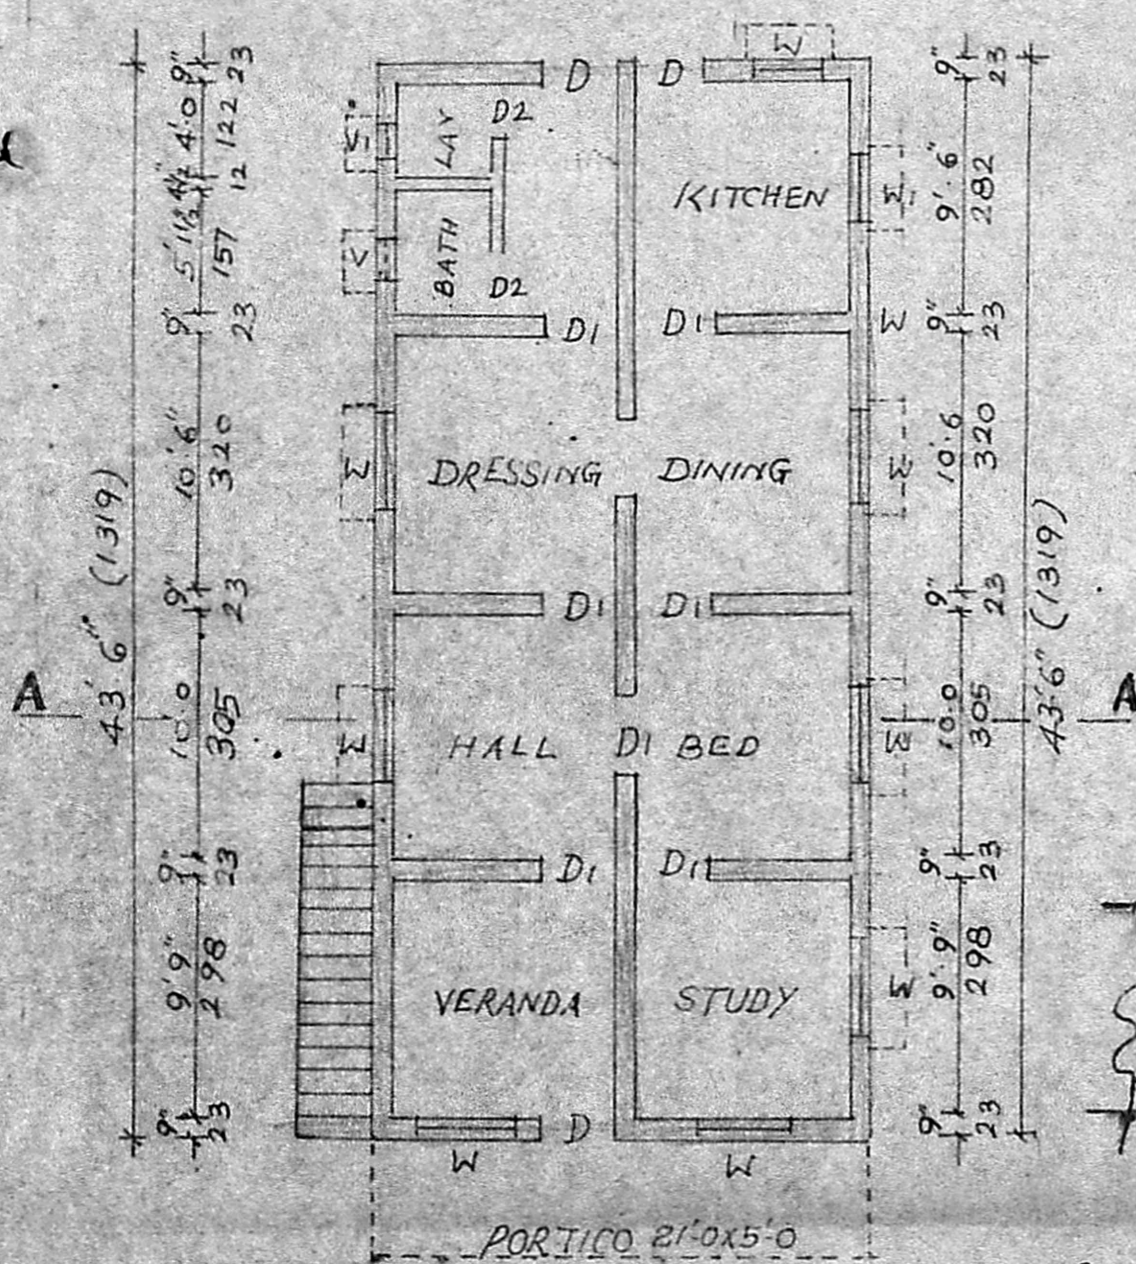 W
9" 23
D D
9" 23
4'.0 122
D2
LAY
4½" 12
KITCHEN
W
9'.6" 282
5'.1½" 157
BATH
V
D2
9" 23
D1 D1
W
9" 23
10'.6" 320
W
DRESSING DINING
W
10'.6 320
43'.6" (1319)
43'-6" (1319)
9" 23
D1 D1
9" 23
A
10.0 305
W
HALL D1 BED
W
10.0 305
A
9" 23
D1 D1
9" 23
9'.9" 298
VERANDA STUDY
W
9'.9" 298
9" 23
D
9" 23
W W
PORTICO 21'-0X5'-0